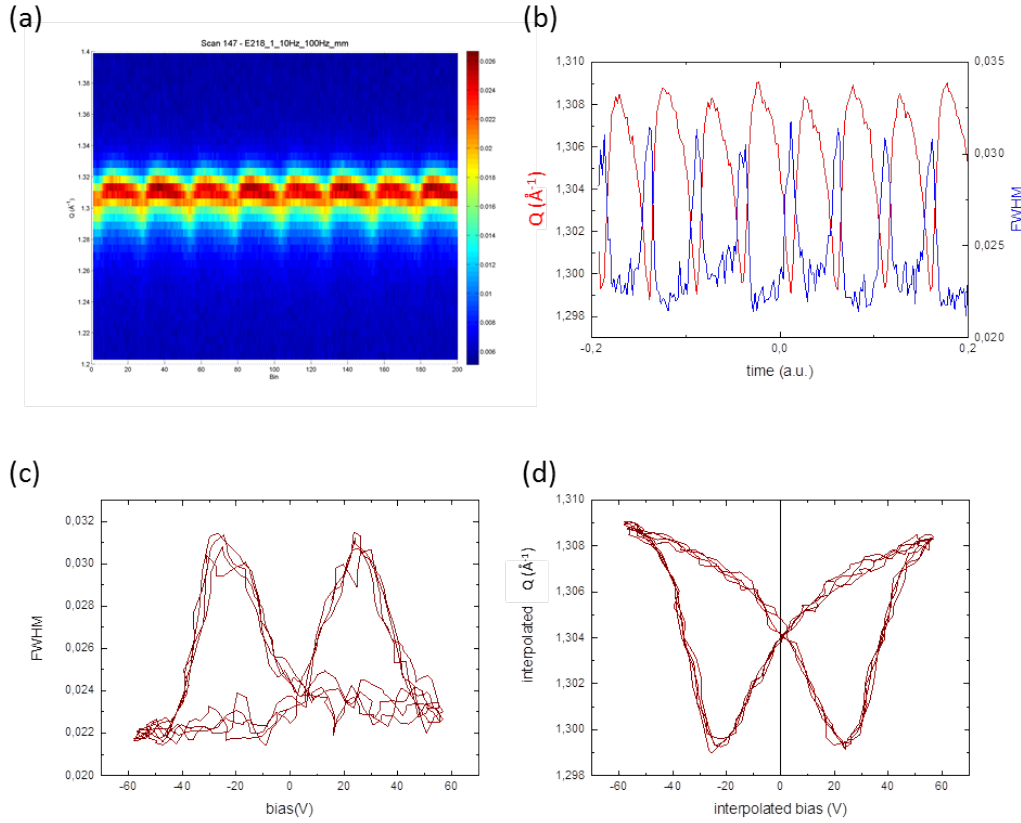 (a)
Scan 147 - E218_1_10Hz_100Hz_mm
1.4
1.38
1.36
1.34
1.32
1.3
1.28
1.26
1.24
1.22
1.2
Q (A⁻¹)
0 20 40 60 80 100 120 140 160 180 200
Bin
0.026
0.024
0.022
0.020
0.018
0.016
0.014
0.012
0.010
0.008
0.006
(b)
1,310
1,308
1,306
1,304
1,302
1,300
1,298
Q (Å⁻¹)
0,035
0,030
0,025
0,020
FWHM
-0,2 0,0 0,2
time (a.u.)
(c)
0,032
0,030
0,028
0,026
0,024
0,022
0,020
FWHM
-60 -40 -20 0 20 40 60
bias(V)
(d)
1,310
1,308
1,306
1,304
1,302
1,300
1,298
interpolated Q (Å⁻¹)
-60 -40 -20 0 20 40 60
interpolated bias (V)